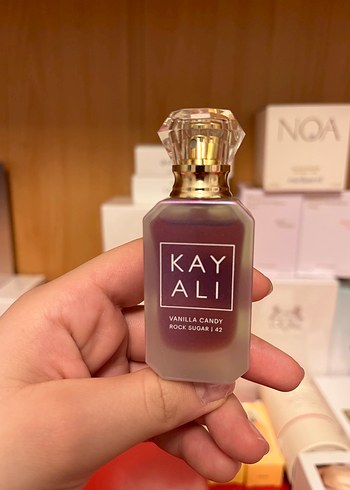 NOA
KAY
ALI
VANILLA CANDY
ROCK SUGAR | 42